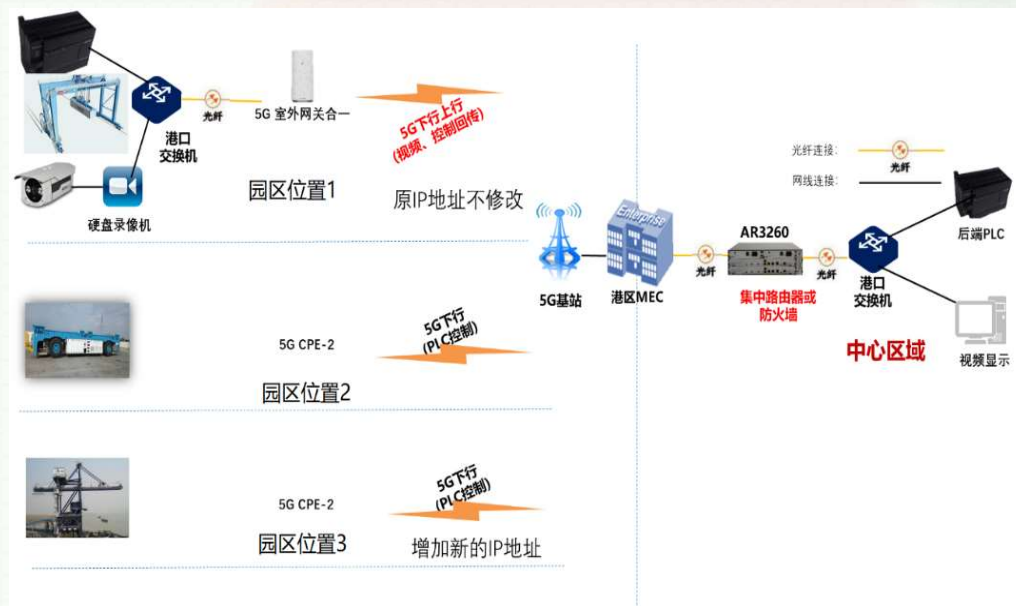 港口
交换机
光纤
5G 室外网关合一
5G下行上行
(视频、控制回传)
硬盘录像机
园区位置1
原IP地址不修改
5G CPE-2
5G下行
(PLC控制)
园区位置2
5G CPE-2
5G下行
(PLC控制)
园区位置3
增加新的IP地址
5G基站
Enterprise
港区MEC
光纤
AR3260
集中路由器或
防火墙
光纤
港口
交换机
中心区域
光纤连接:
光纤
网线连接:
后端PLC
视频显示